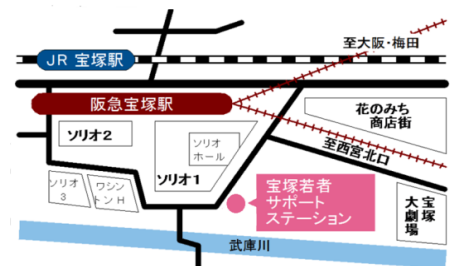 至大阪・梅田
JR 宝塚駅
阪急宝塚駅
花のみち
商店街
ソリオ2
ソリオ
ホール
至西宮北口
ソリオ1
ソリオ
3
ワシン
トンH
宝塚若者
サポート
ステーション
宝塚
大劇場
武庫川